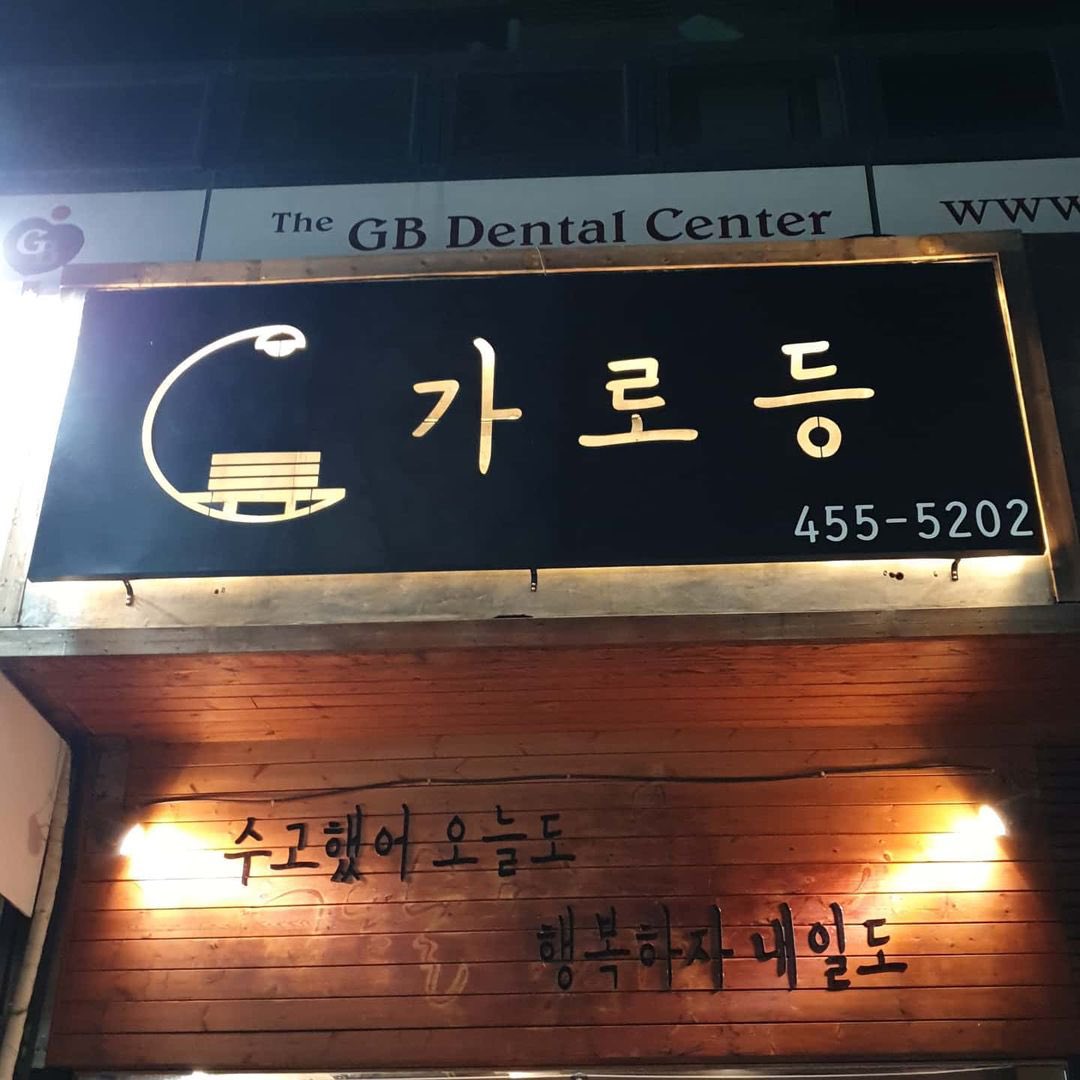 GB
The GB Dental Center
www
가로등
455-5202
수고했어 오늘도
행복하자 내일도